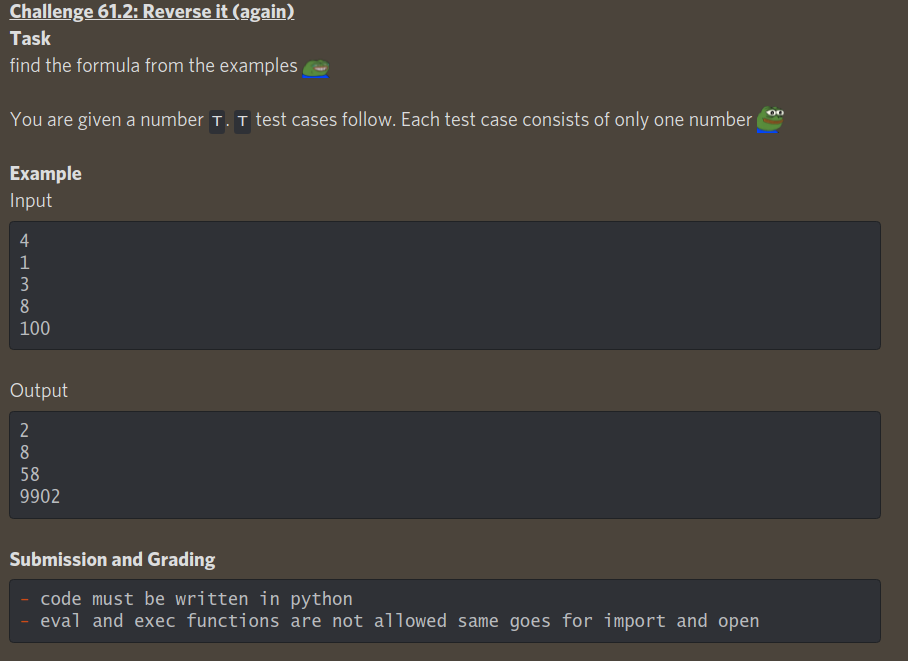 Challenge 61.2: Reverse it (again)
Task
find the formula from the examples
You are given a number T. T test cases follow. Each test case consists of only one number
Example
Input
4
1
3
8
100
Output
2
8
58
9902
Submission and Grading
- code must be written in python
- eval and exec functions are not allowed same goes for import and open